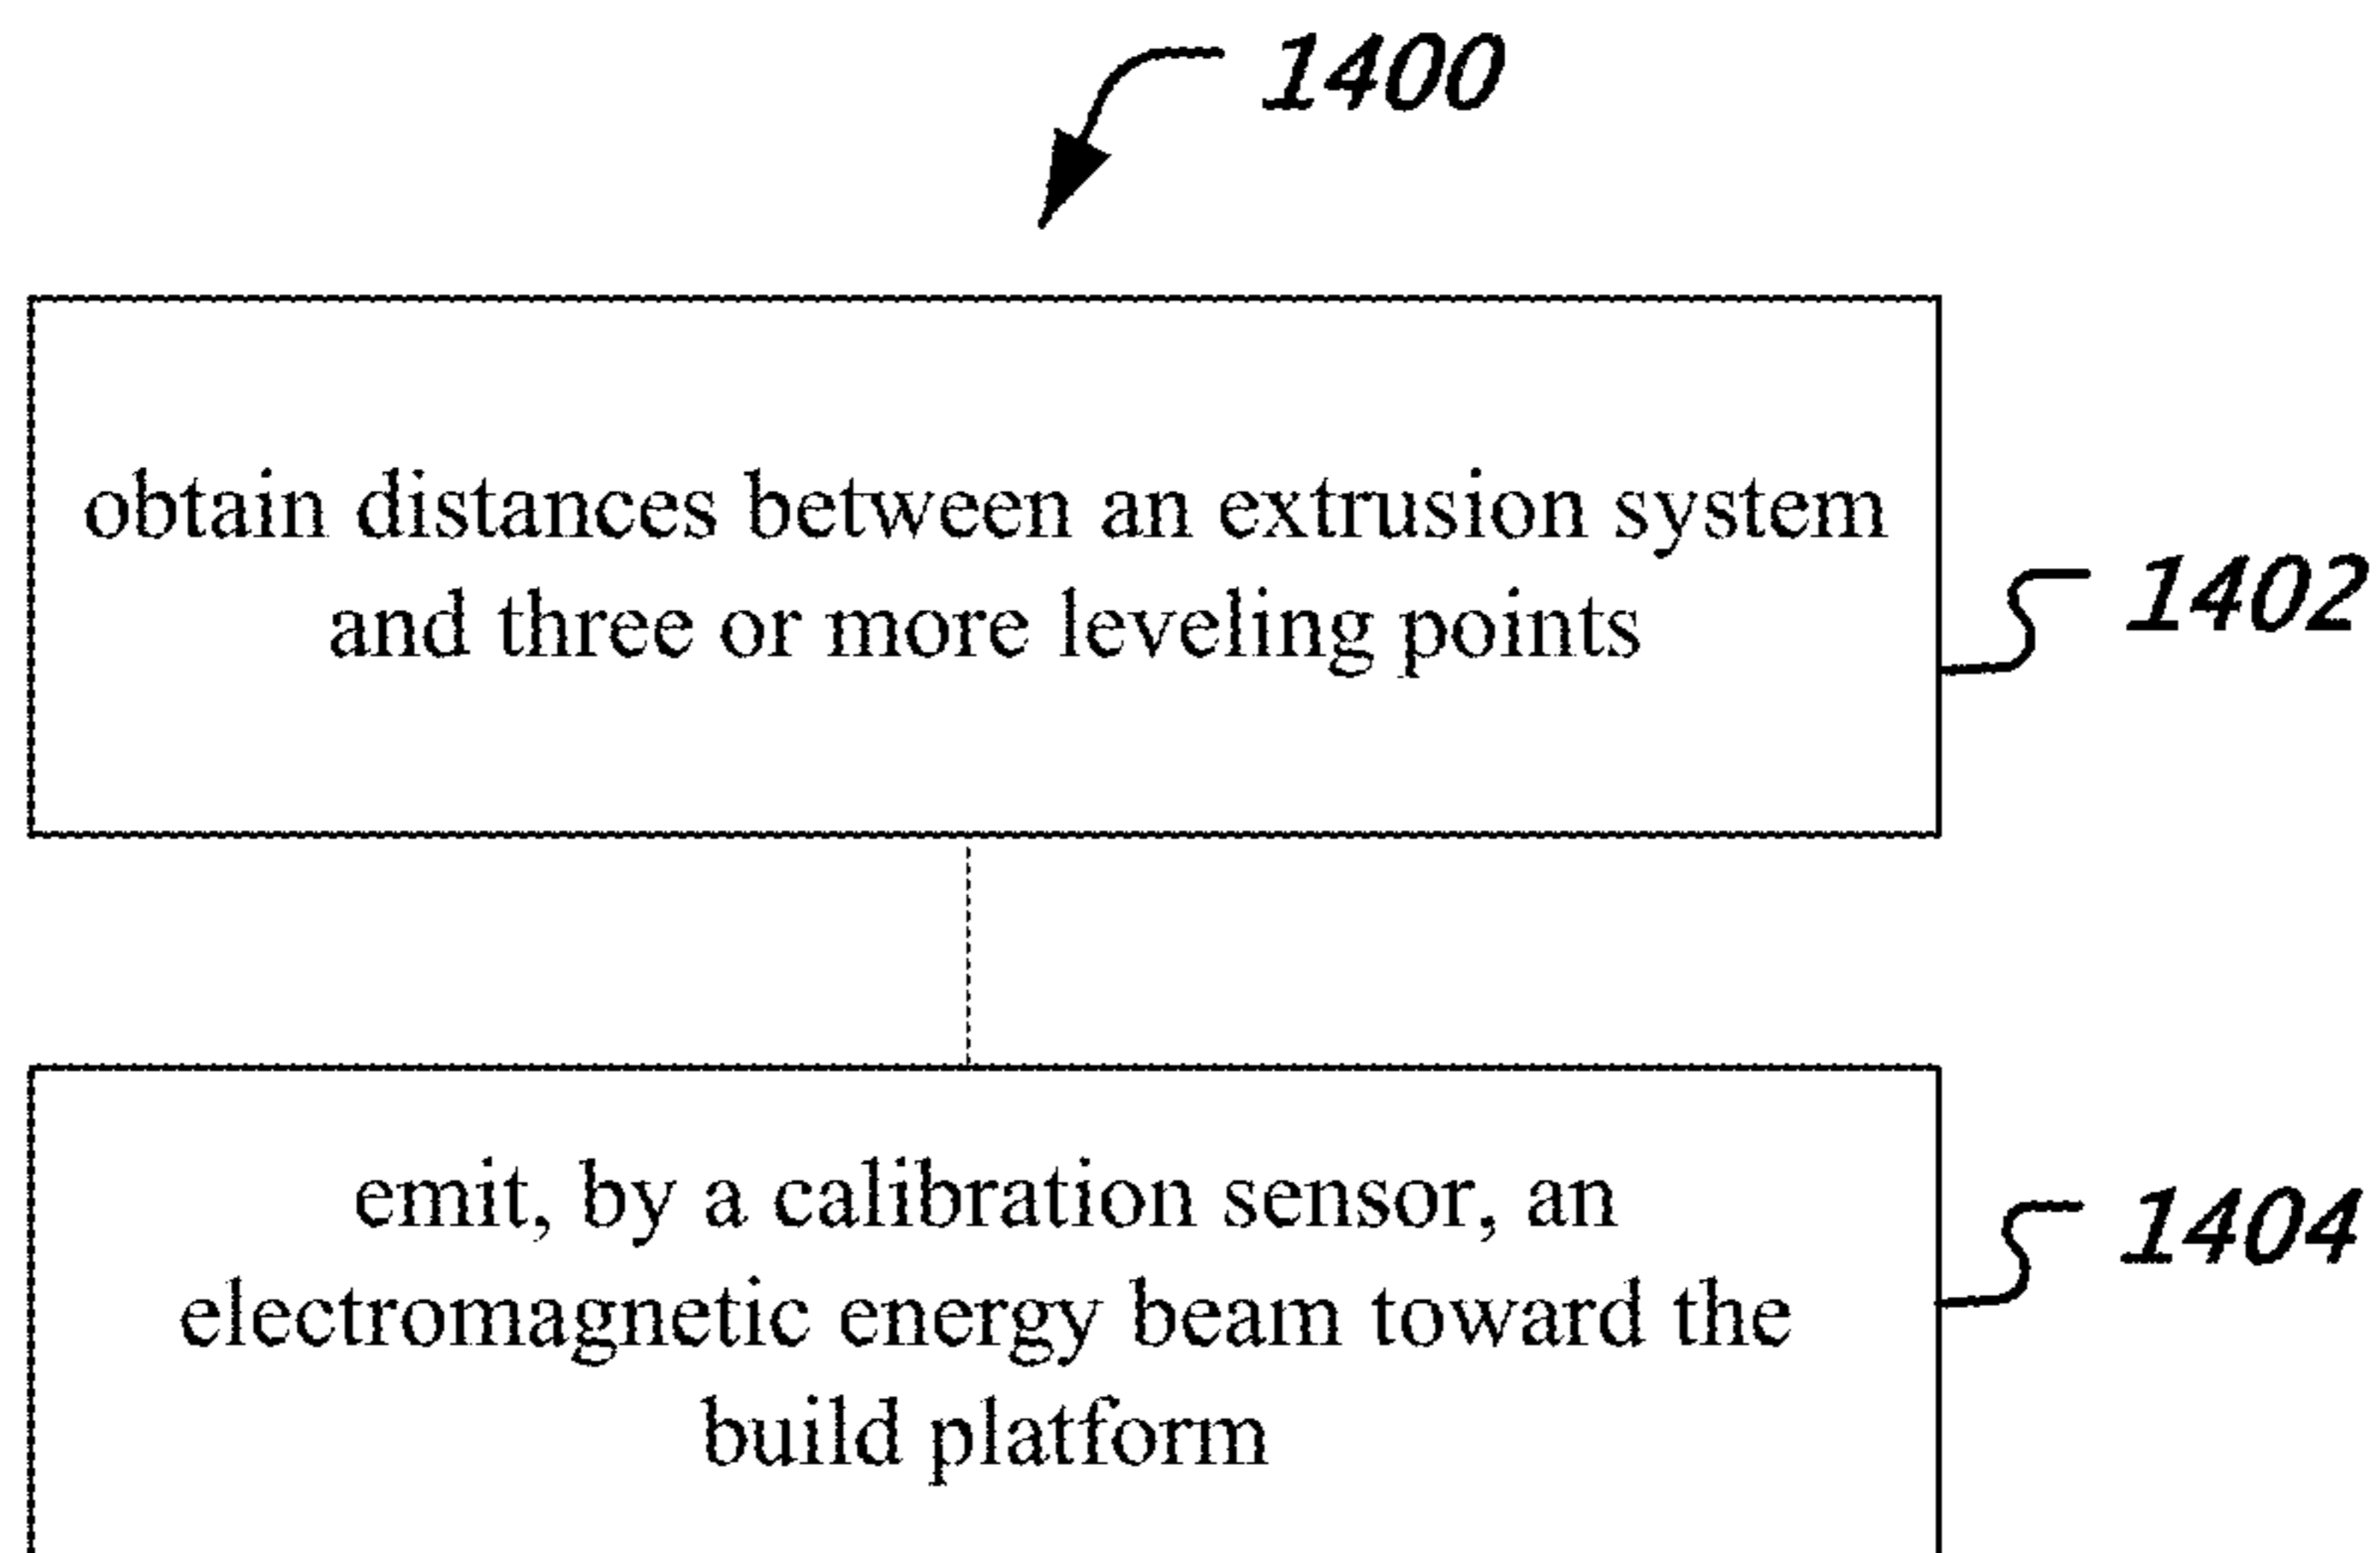 1400
obtain distances between an extrusion system
and three or more leveling points
1402
emit, by a calibration sensor, an
electromagnetic energy beam toward the
build platform
1404